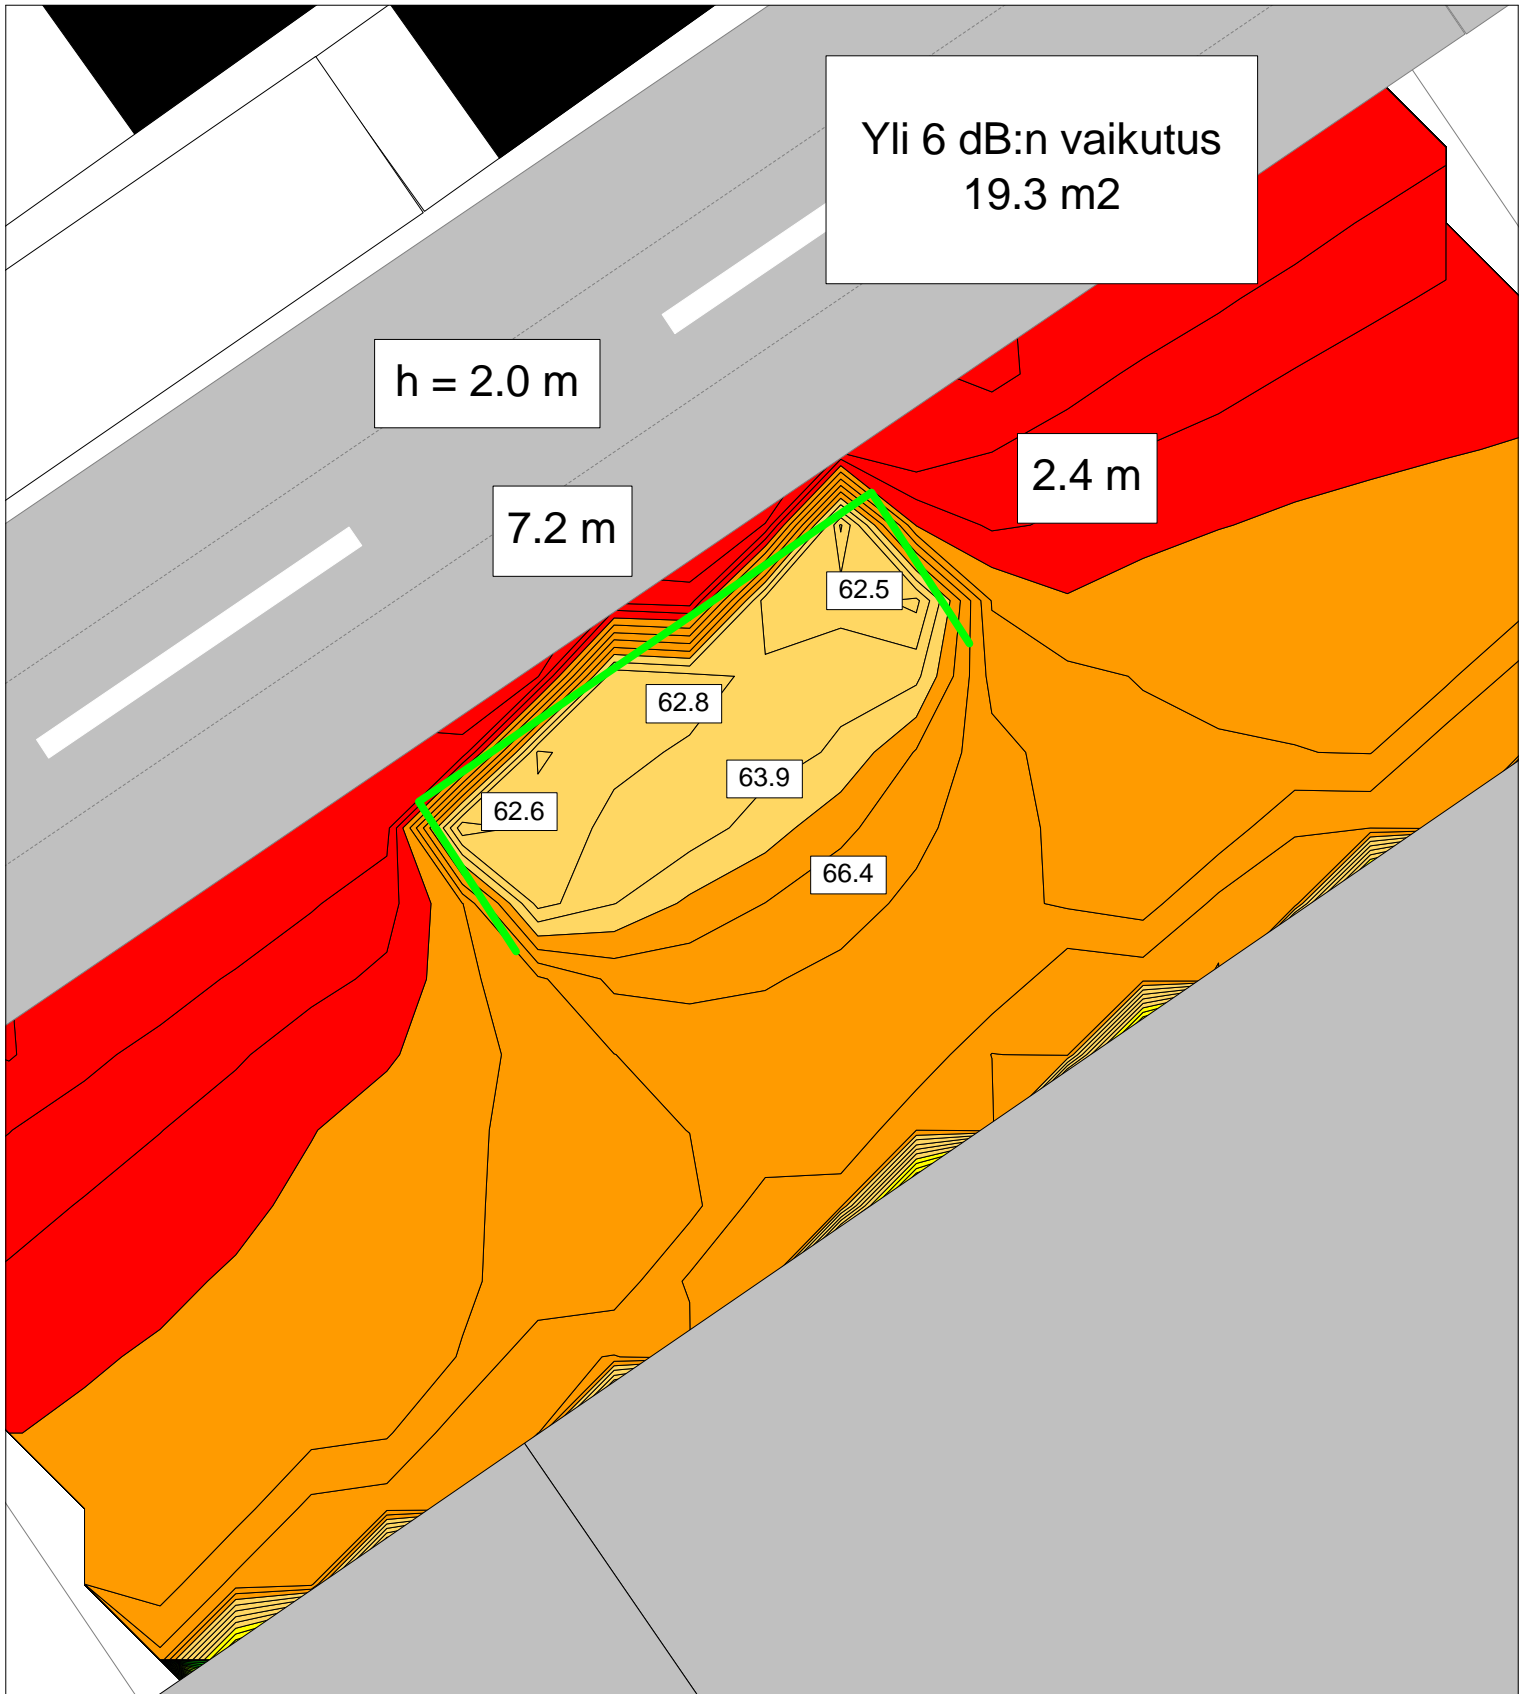 Yli 6 dB:n vaikutus
19.3 m2
h = 2.0 m
2.4 m
7.2 m
62.5
62.8
63.9
62.6
66.4